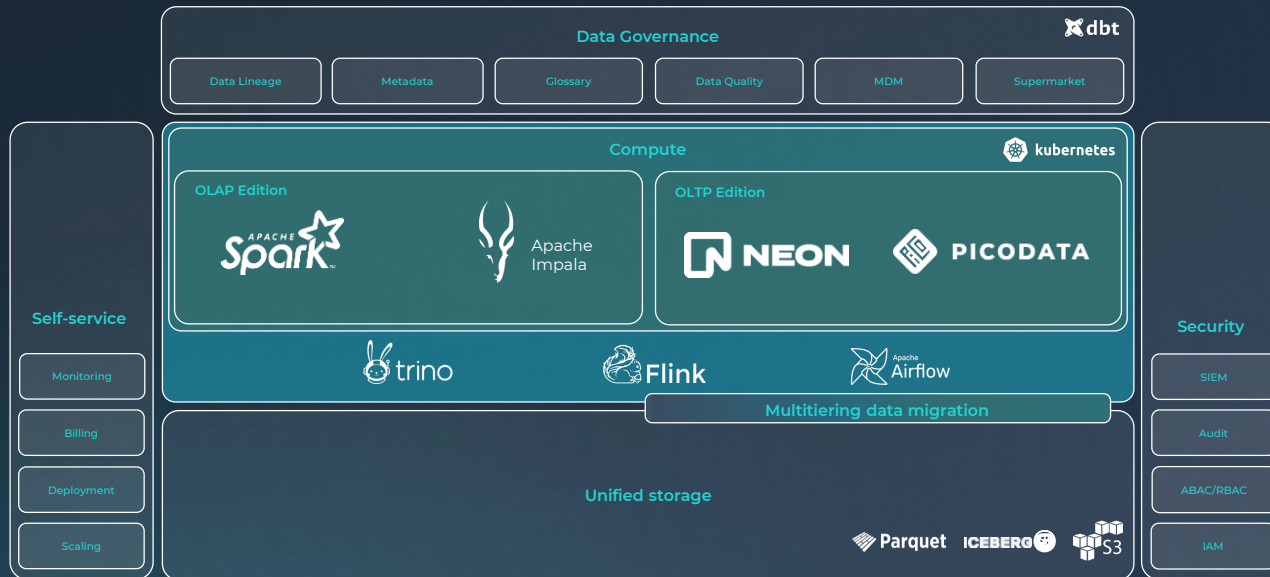 Data Governance
dbt
Data Lineage
Metadata
Glossary
Data Quality
MDM
Supermarket
Compute
kubernetes
OLAP Edition
APACHE
Spark™
Apache
Impala
OLTP Edition
NEON
PICODATA
trino
Flink
Apache
Airflow
Multitiering data migration
Unified storage
Parquet
ICEBERG
S3
Self-service
Monitoring
Billing
Deployment
Scaling
Security
SIEM
Audit
ABAC/RBAC
IAM